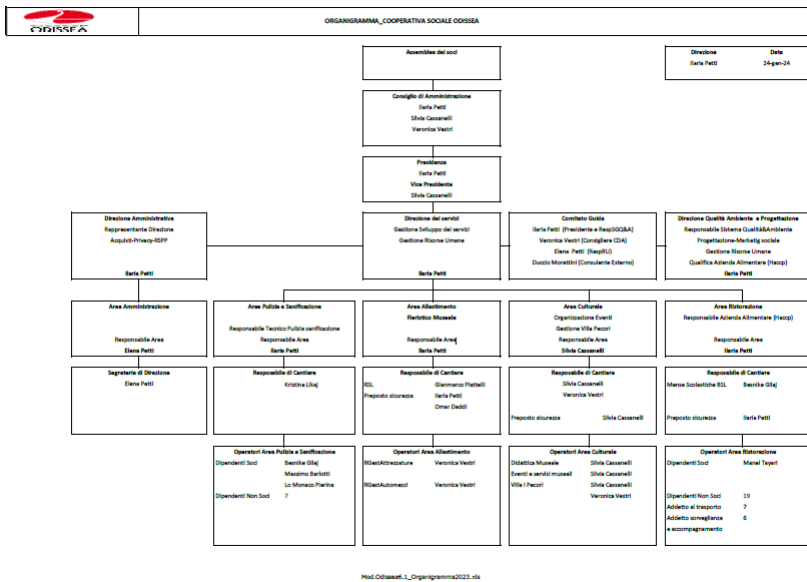 ODISSEA
ORGANIGRAMMA_COOPERATIVA SOCIALE ODISSEA
Assemblea dei soci
Direzione Data
Ilaria Petti 24-gen-24
Consiglio di Amministrazione
Ilaria Petti
Silvia Cassanelli
Veronica Vestri
Presidenza
Ilaria Petti
Vice Presidente
Silvia Cassanelli
Direzione Amministrativa
Rappresentante Direzione
Acquisti-Privacy-RSPP
Ilaria Petti
Direzione dei servizi
Gestione Sviluppo dei servizi
Gestione Risorse Umane
Ilaria Petti
Comitato Guida
Ilaria Petti (Presidente e RespSGQ&A)
Veronica Vestri (Consigliere CDA)
Elena Petti (RespRU)
Duccio Morettini (Consulente Esterno)
Direzione Qualità Ambiente e Progettazione
Responsabile Sistema Qualità&Ambiente
Progettazione-Marketig sociale
Gestione Risorse Umane
Qualifica Azienda Alimentare (Haccp)
Ilaria Petti
Area Amministrazione
Responsabile Area
Elena Petti
Area Pulizia e Sanificazione
Responsabile Tecnico Pulizia sanificazione
Responsabile Area
Ilaria Petti
Area Allestimento
Fieristico Museale
Responsabile Area
Ilaria Petti
Area Culturale
Organizzazione Eventi
Gestione Villa Pecori
Responsabile Area
Silvia Cassanelli
Area Ristorazione
Responsabile Azienda Alimentare (Haccp)
Responsabile Area
Ilaria Petti
Segreteria di Direzione
Elena Petti
Resposabile di Cantiere
Kristina Likaj
Resposabile di Cantiere
RSL Gianmarco Piattelli
Preposto sicurezza Ilaria Petti
Omar Daddi
Resposabile di Cantiere
Silvia Cassanelli
Veronica Vestri
Preposto sicurezza Silvia Cassanelli
Resposabile di Cantiere
Mense Scolastiche BSL Besnike Gllaj
Preposto sicurezza Ilaria Petti
Operatori Area Pulizia e Sanificazione
Dipendenti Soci Besnike Gllaj
Massimo Barlotti
Lo Monaco Pierina
Dipendenti Non Soci 7
Operatori Area Allestimento
RGestAttrezzature Veronica Vestri
RGestAutomezzi Veronica Vestri
Operatori Area Culturale
Didattica Museale Silvia Cassanelli
Eventi e servizi museali Silvia Cassanelli
Villa I Pecori Silvia Cassanelli
Veronica Vestri
Operatori Area Ristorazione
Dipendenti Soci Manel Tayari
Dipendenti Non Soci 19
Addetto al trasporto 7
Addetto sorveglianza 6
e accompagnamento
Mod.Odissea6.1_Organigramma2023.xls